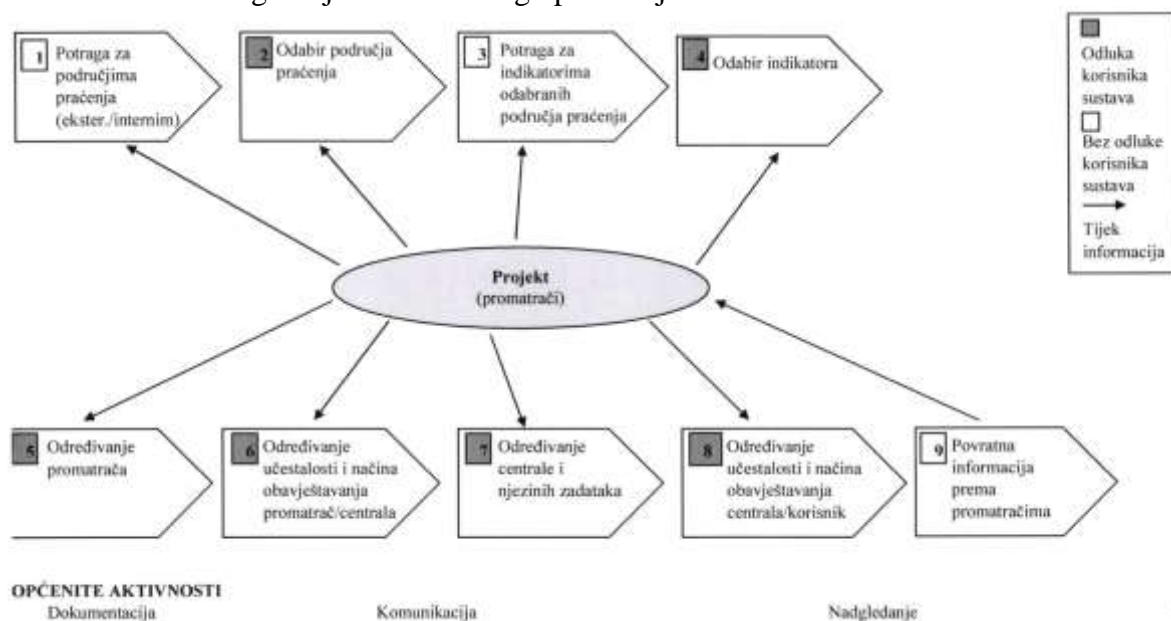 1 Potraga za
područjima
praćenja
(ekster./internim)
2 Odabir područja
praćenja
3 Potraga za
indikatorima
odabranih
područja praćenja
4 Odabir indikatora
Odluka
korisnika
sustava
Bez odluke
korisnika
sustava
Tijek
informacija
Projekt
(promatrači)
5 Određivanje
promatrača
6 Određivanje
učestalosti i načina
obavještavanja
promatrač/centrala
7 Određivanje
centrale i
njezinih zadataka
8 Određivanje
učestalosti i načina
obavještavanja
centrala/korisnik
9 Povratna
informacija
prema
promatračima
OPĆENITE AKTIVNOSTI
Dokumentacija Komunikacija Nadgledanje